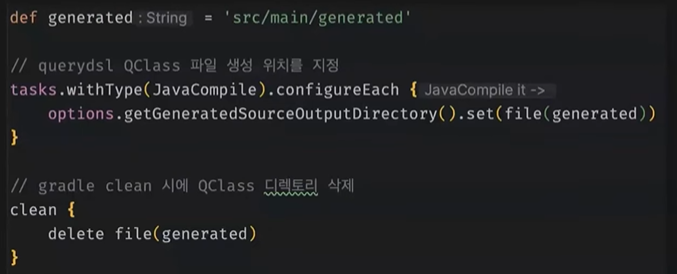 def generated : String = 'src/main/generated'
// querydsl QClass 파일 생성 위치를 지정
tasks.withType(JavaCompile).configureEach { JavaCompile it ->
options.getGeneratedSourceOutputDirectory().set(file(generated))
}
// gradle clean 시에 QClass 디렉토리 삭제
clean {
delete file(generated)
}